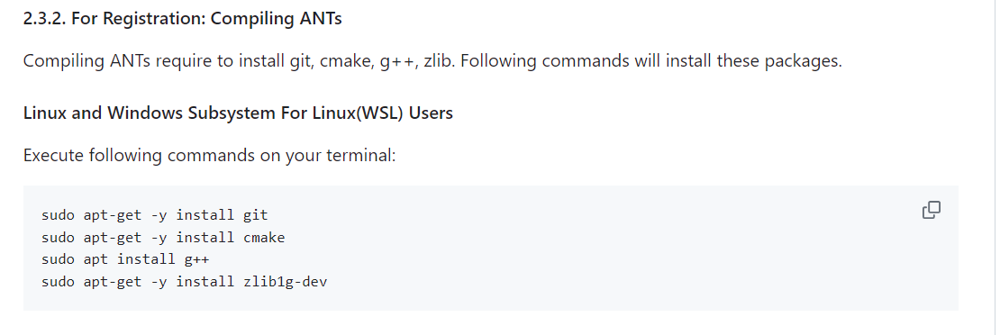 2.3.2. For Registration: Compiling ANTs
Compiling ANTs require to install git, cmake, g++, zlib. Following commands will install these packages.
Linux and Windows Subsystem For Linux(WSL) Users
Execute following commands on your terminal:
sudo apt-get -y install git
sudo apt-get -y install cmake
sudo apt install g++
sudo apt-get -y install zlib1g-dev